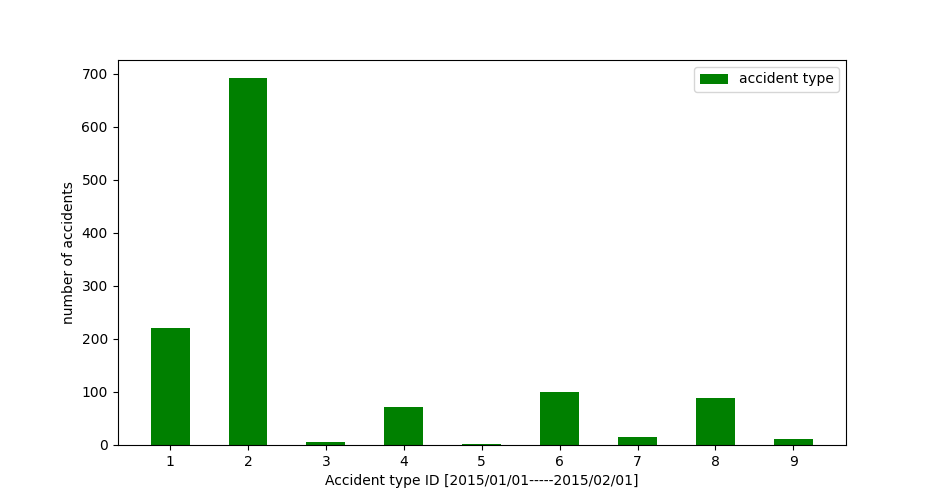 accident type
700
600
500
400
300
200
100
0
number of accidents
1 2 3 4 5 6 7 8 9
Accident type ID [2015/01/01-----2015/02/01]